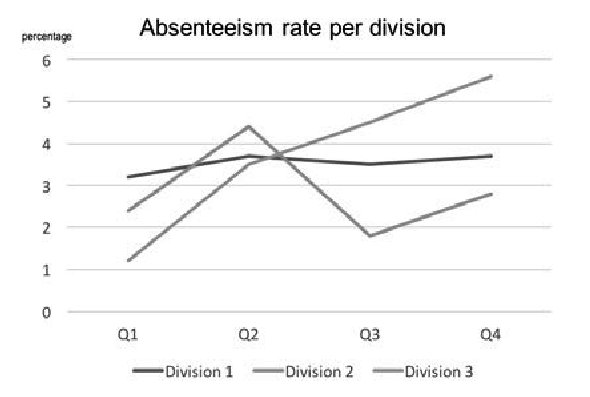 Absenteeism rate per division
percentage
6
5
4
3
2
1
0
Q1 Q2 Q3 Q4
Division 1 Division 2 Division 3